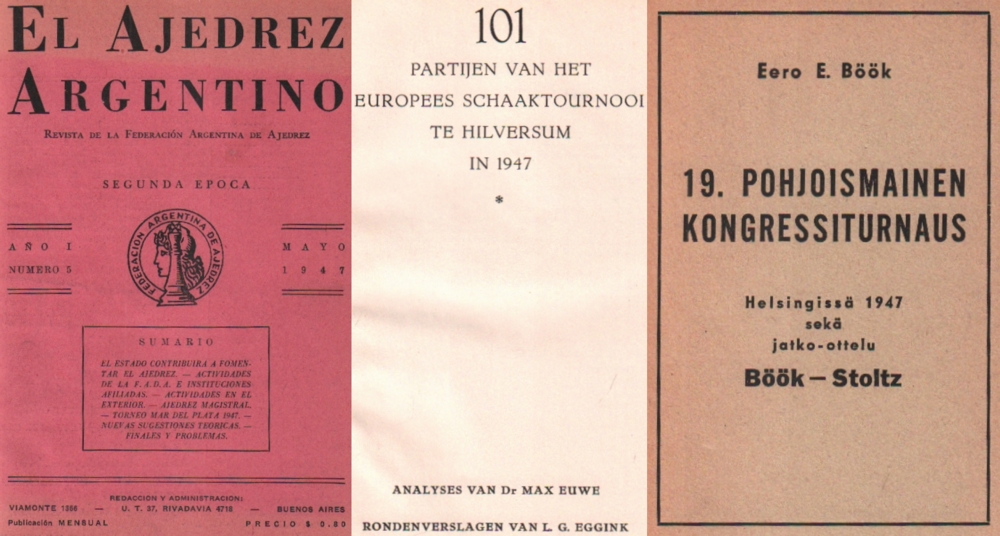 EL AJEDREZ
ARGENTINO
REVISTA DE LA FEDERACIÓN ARGENTINA DE AJEDREZ
SEGUNDA EPOCA
AÑO I
NUMERO 5
FEDERACION ARGENTINA DE AJEDREZ
MAYO
1947
SUMARIO
EL ESTADO CONTRIBUIRA A FOMEN-
TAR EL AJEDREZ. — ACTIVIDADES
DE LA F.A.D.A. E INSTITUCIONES
AFILIADAS. — ACTIVIDADES EN EL
EXTERIOR. — AJEDREZ MAGISTRAL.
— TORNEO MAR DEL PLATA 1947. —
NUEVAS SUGESTIONES TEORICAS. —
FINALES Y PROBLEMAS.
REDACCION Y ADMINISTRACION:
VIAMONTE 1356 — U. T. 37, RIVADAVIA 4718 — BUENOS AIRES
Publicación MENSUAL PRECIO $ 0.80
101
PARTIJEN VAN HET
EUROPEES SCHAAKTOURNOOI
TE HILVERSUM
IN 1947
*
ANALYSES VAN Dr MAX EUWE
RONDENVERSLAGEN VAN L. G. EGGINK
Eero E. Böök
19. POHJOISMAINEN
KONGRESSITURNAUS
Helsingissä 1947
sekä
jatko-ottelu
Böök — Stoltz